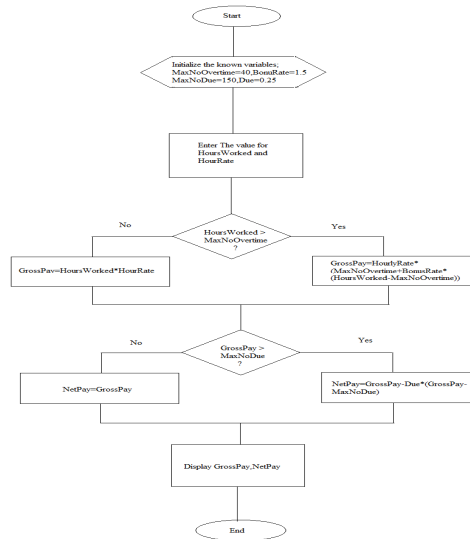 Start
Initialize the known variables;
MaxNoOvertime=40,BonuRate=1.5
MaxNoDue=150,Due=0.25
Enter The value for
HoursWorked and
HourRate
No
HoursWorked >
MaxNoOvertime
?
Yes
GrossPay=HoursWorked*HourRate
GrossPay=HourlyRate*
(MaxNoOvertime+BonusRate*
(HoursWorked-MaxNoOvertime))
No
GrossPay >
MaxNoDue
?
Yes
NetPay=GrossPay
NetPay=GrossPay-Due*(GrossPay-
MaxNoDue)
Display GrossPay,NetPay
End